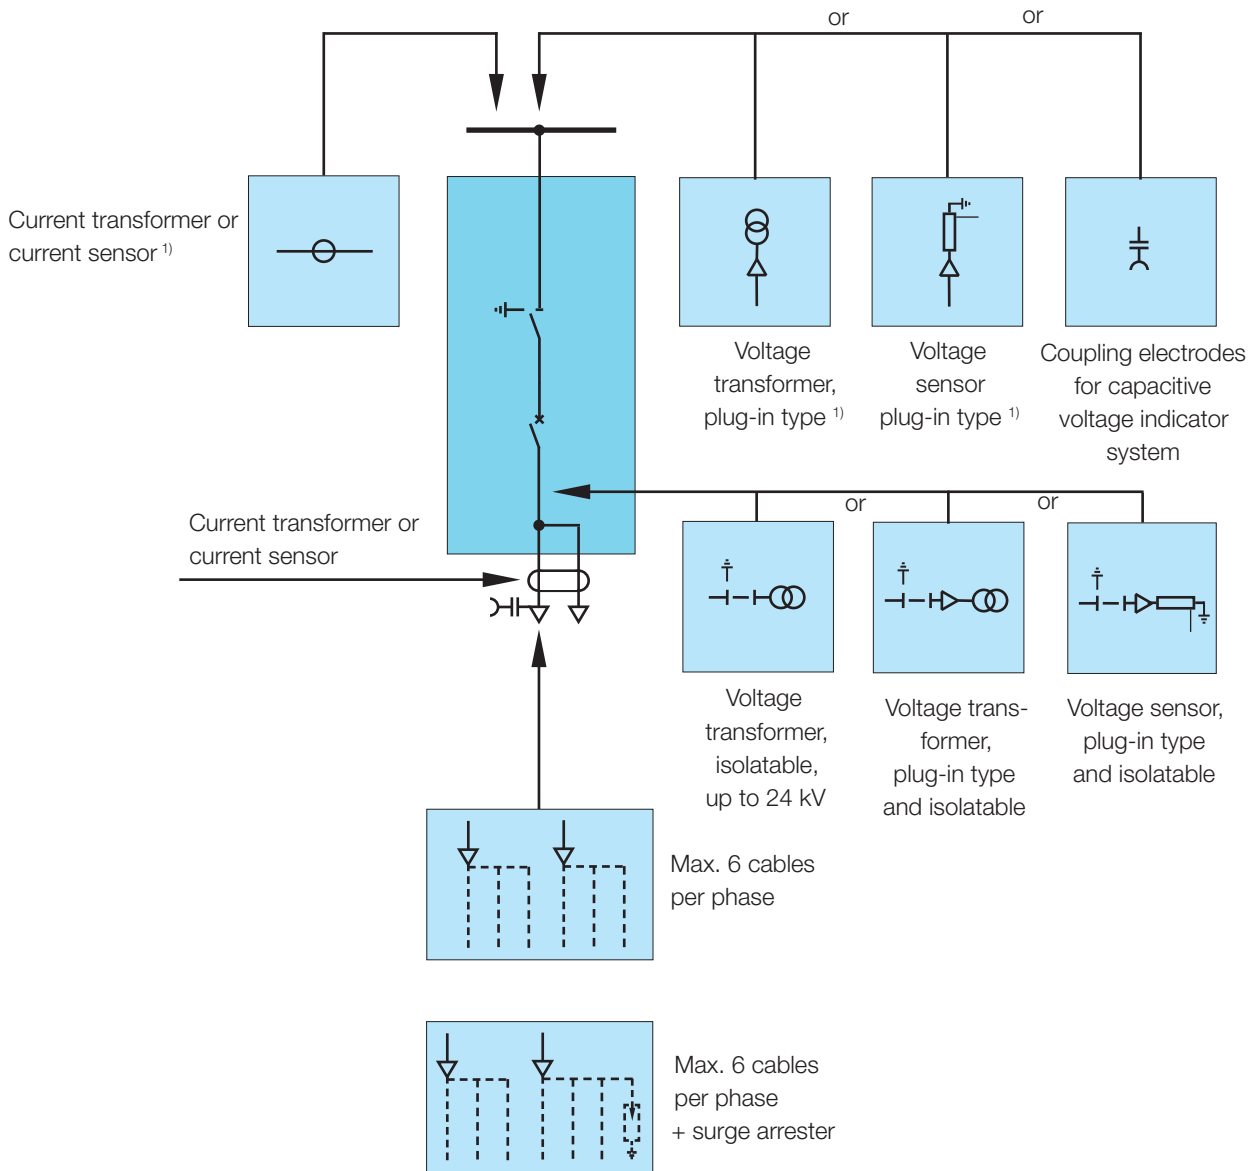 or
or
Current transformer or
current sensor 1)
Voltage
transformer,
plug-in type 1)
Voltage
sensor
plug-in type 1)
Coupling electrodes
for capacitive
voltage indicator
system
or
or
Current transformer or
current sensor
Voltage
transformer,
isolatable,
up to 24 kV
Voltage trans-
former,
plug-in type
and isolatable
Voltage sensor,
plug-in type
and isolatable
Max. 6 cables
per phase
Max. 6 cables
per phase
+ surge arrester